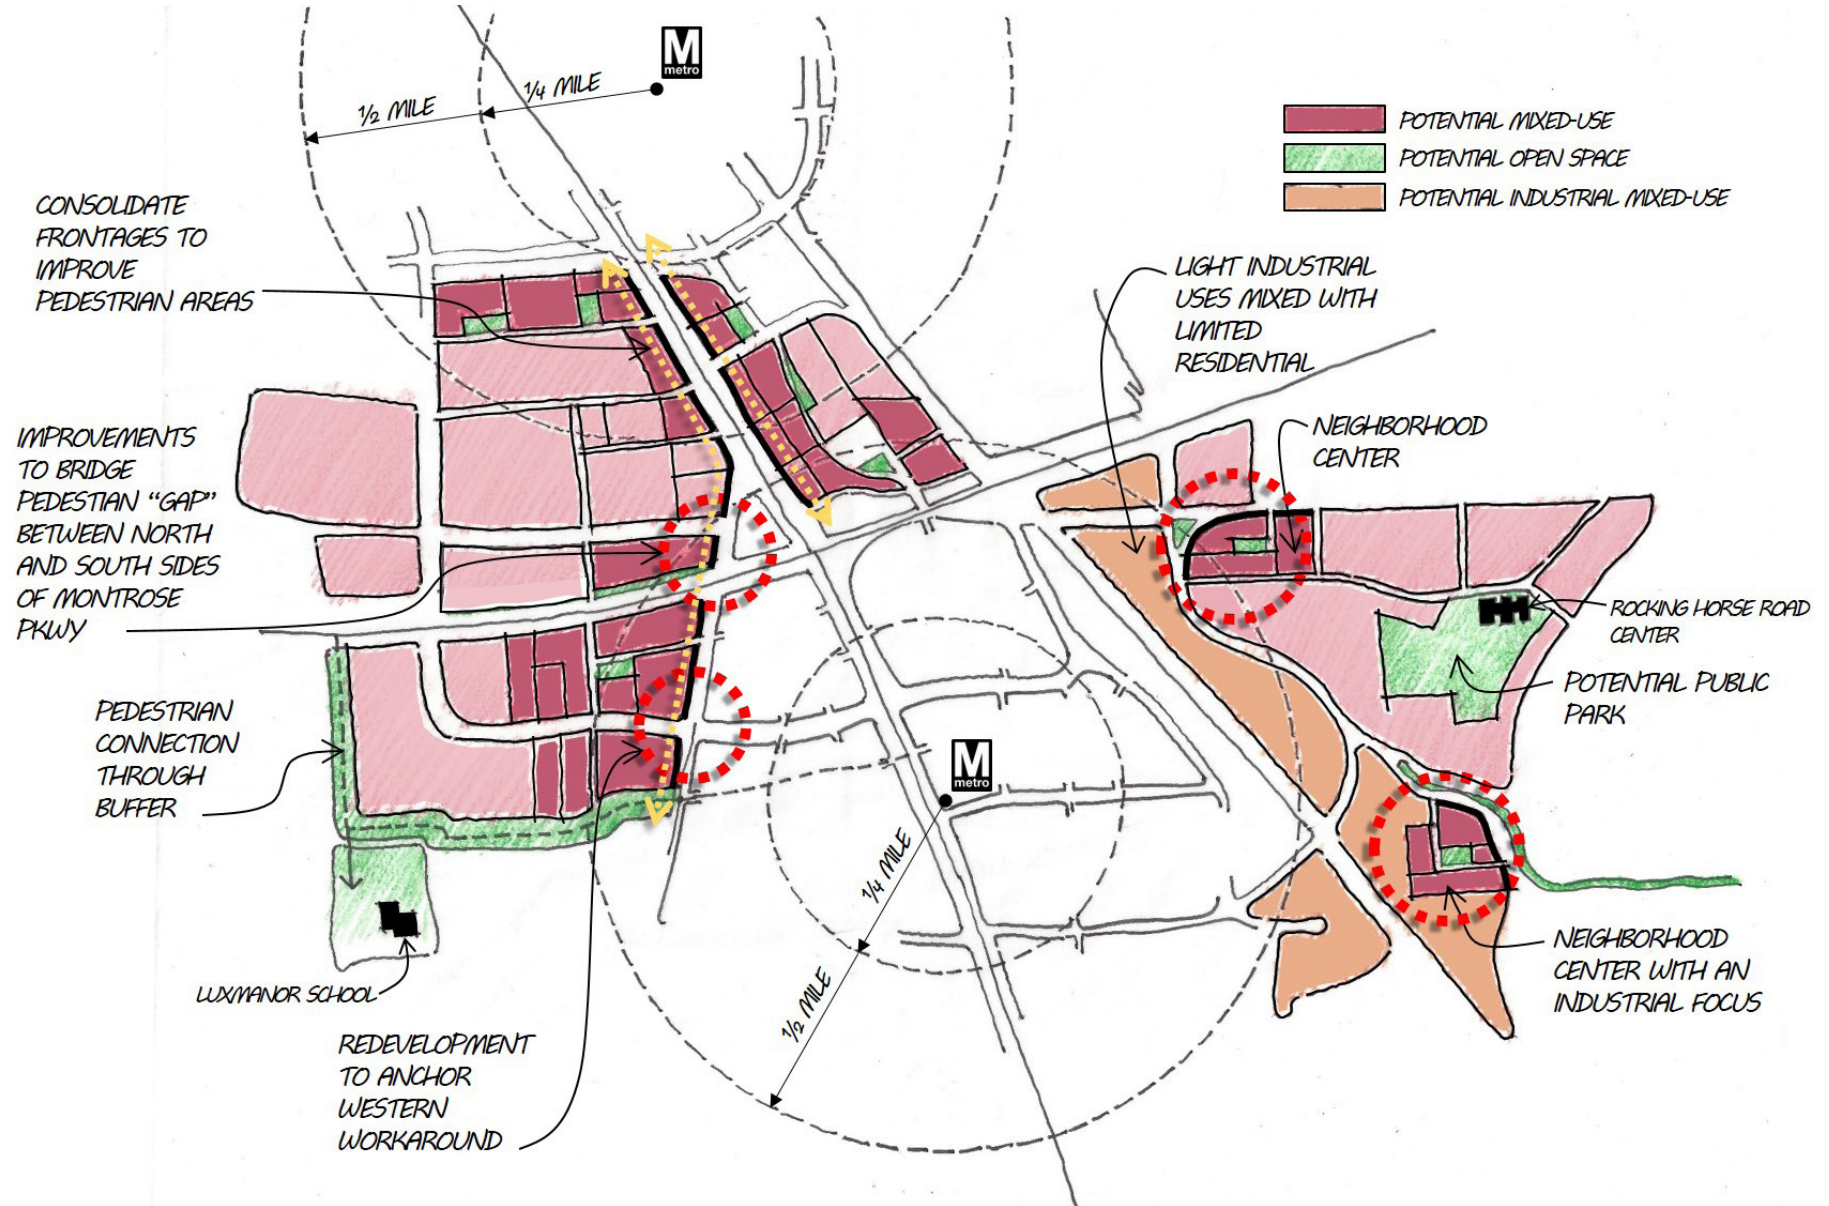 M
metro
1/4 MILE
1/2 MILE
POTENTIAL MIXED-USE
POTENTIAL OPEN SPACE
POTENTIAL INDUSTRIAL MIXED-USE
CONSOLIDATE
FRONTAGES TO
IMPROVE
PEDESTRIAN AREAS
LIGHT INDUSTRIAL
USES MIXED WITH
LIMITED
RESIDENTIAL
NEIGHBORHOOD
CENTER
IMPROVEMENTS
TO BRIDGE
PEDESTIAN “GAP”
BETWEEN NORTH
AND SOUTH SIDES
OF MONTROSE
PKWY
ROCKING HORSE ROAD
CENTER
POTENTIAL PUBLIC
PARK
PEDESTRIAN
CONNECTION
THROUGH
BUFFER
M
metro
1/4 MILE
1/2 MILE
NEIGHBORHOOD
CENTER WITH AN
INDUSTRIAL FOCUS
LUXMANOR SCHOOL
REDEVELOPMENT
TO ANCHOR
WESTERN
WORKAROUND